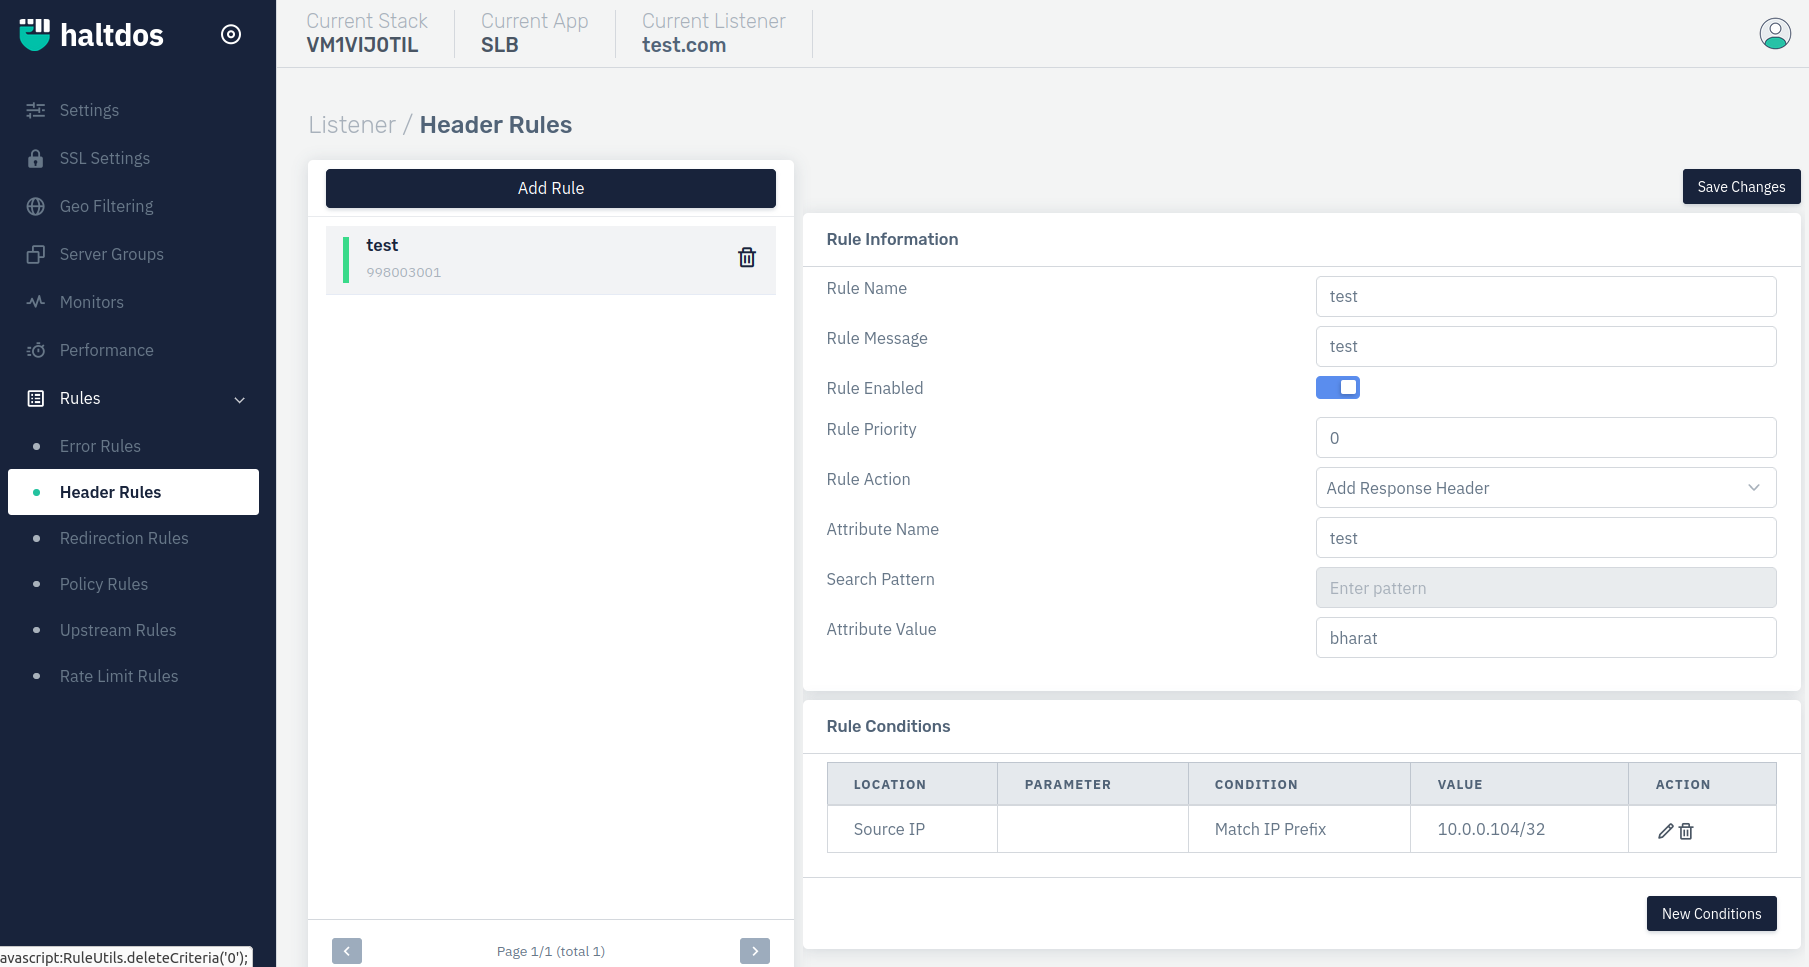 haltdos
Current Stack
VM1VIJ0TIL
Current App
SLB
Current Listener
test.com
Settings
SSL Settings
Geo Filtering
Server Groups
Monitors
Performance
Rules
Error Rules
Header Rules
Redirection Rules
Policy Rules
Upstream Rules
Rate Limit Rules
avascript:RuleUtils.deleteCriteria('0');
Listener / Header Rules
Add Rule
test
998003001
Page 1/1 (total 1)
Save Changes
Rule Information
Rule Name
test
Rule Message
test
Rule Enabled
Rule Priority
0
Rule Action
Add Response Header
Attribute Name
test
Search Pattern
Enter pattern
Attribute Value
bharat
Rule Conditions
LOCATION PARAMETER CONDITION VALUE ACTION
Source IP Match IP Prefix 10.0.0.104/32
New Conditions